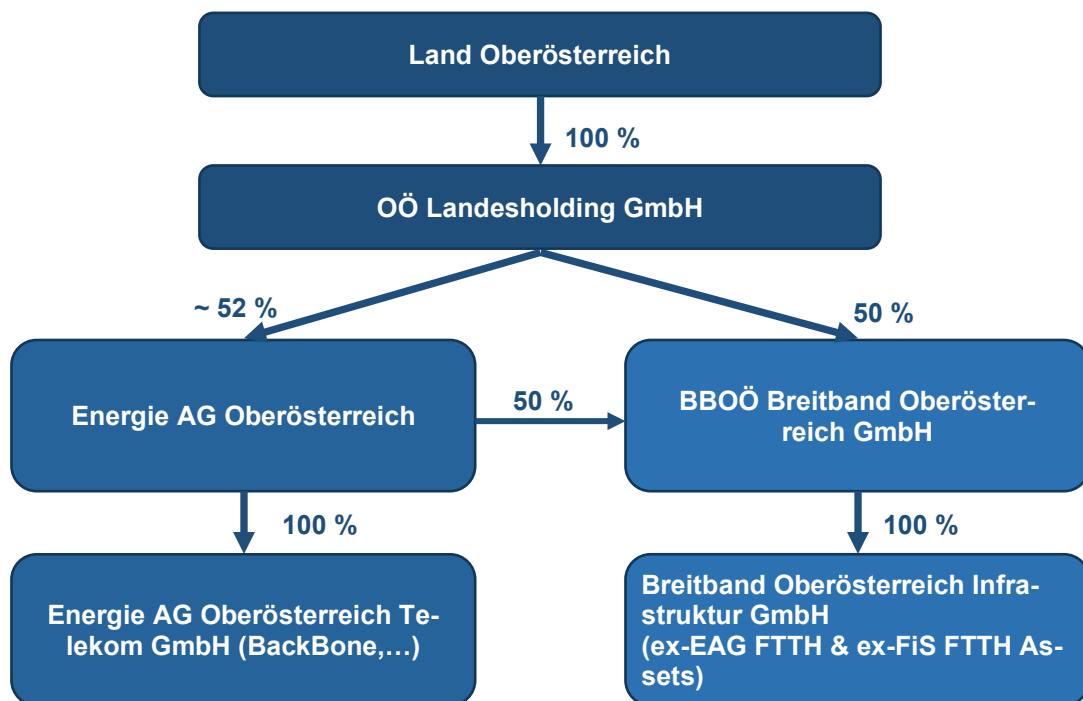 Land Oberösterreich
100 %
OÖ Landesholding GmbH
~ 52 %
50 %
Energie AG Oberösterreich
50 %
BBOÖ Breitband Oberöster-
reich GmbH
100 %
100 %
Energie AG Oberösterreich Te-
lekom GmbH (BackBone,...)
Breitband Oberösterreich Infra-
struktur GmbH
(ex-EAG FTTH & ex-FiS FTTH As-
sets)